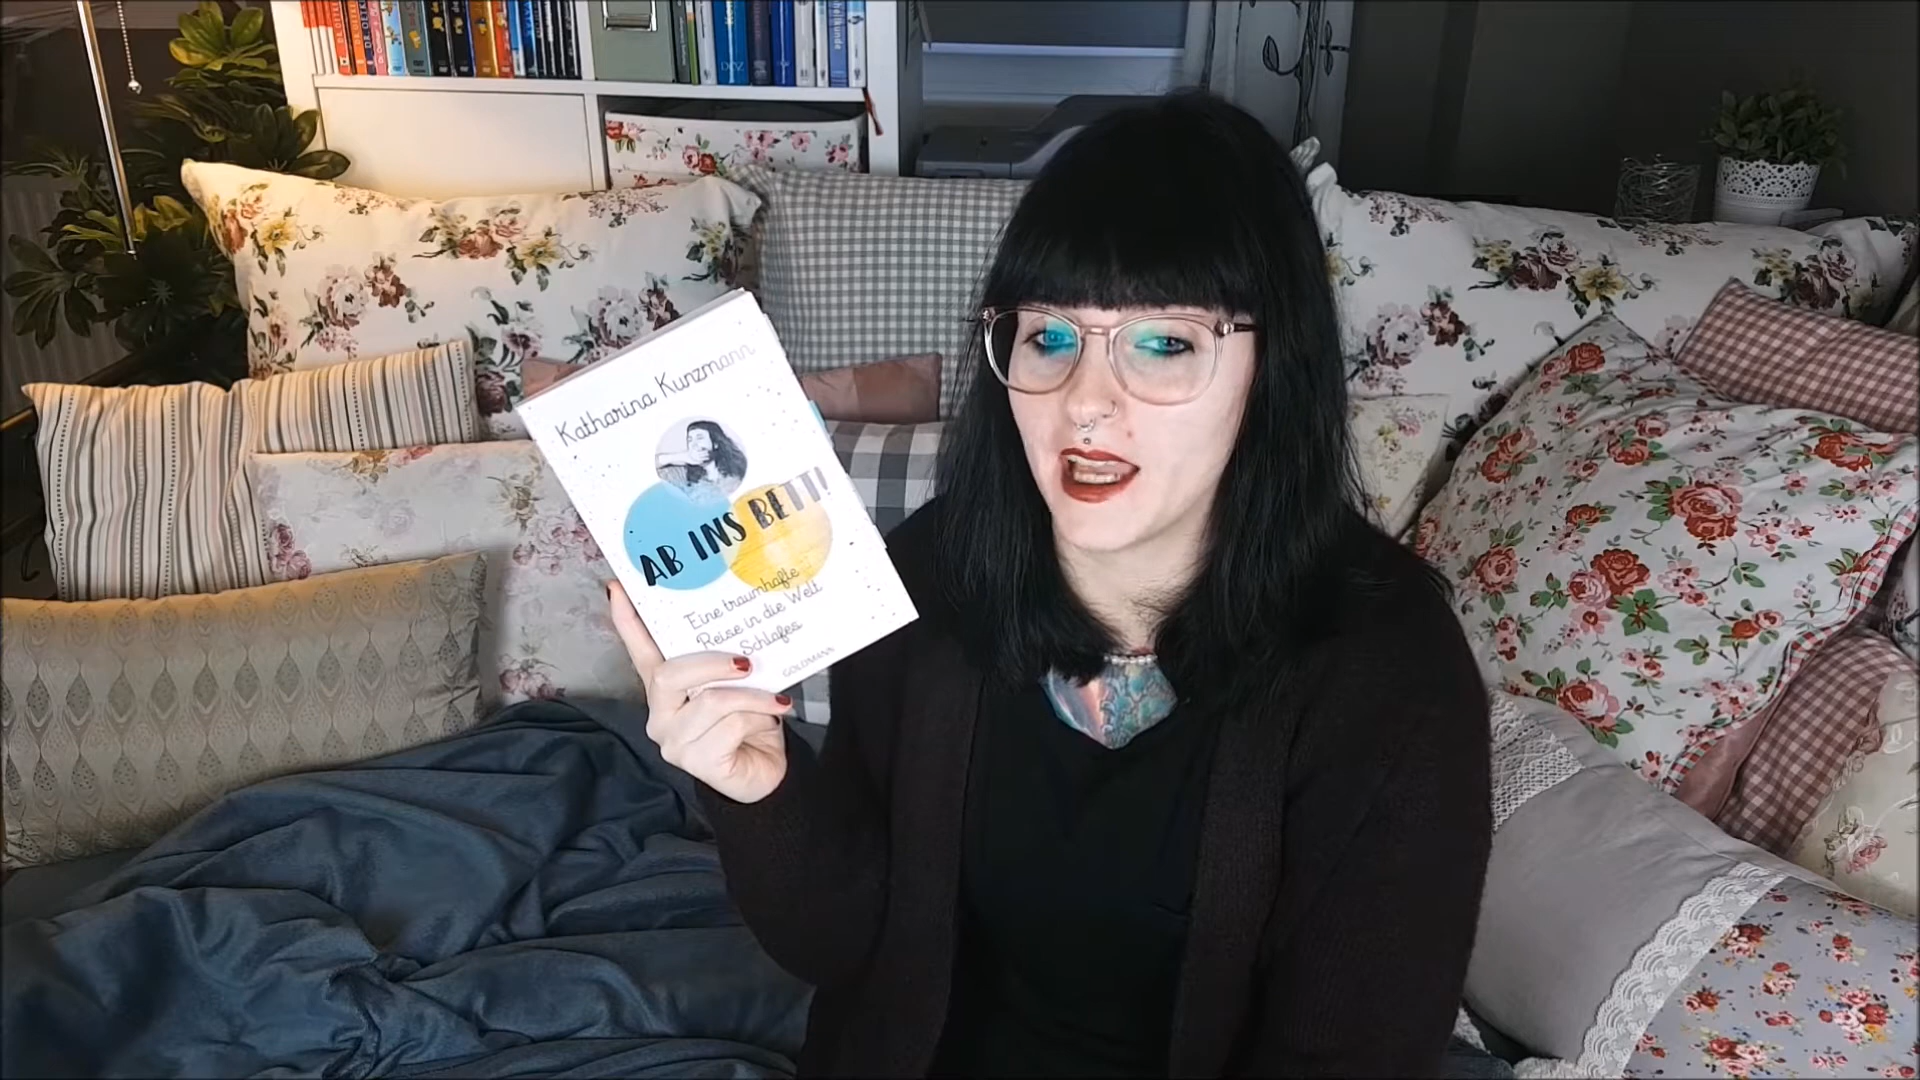 Katharina Kunzmann
AB INS BETT!
Eine traumhafte
Reise in die Welt
Schlafes
GOLDMANN